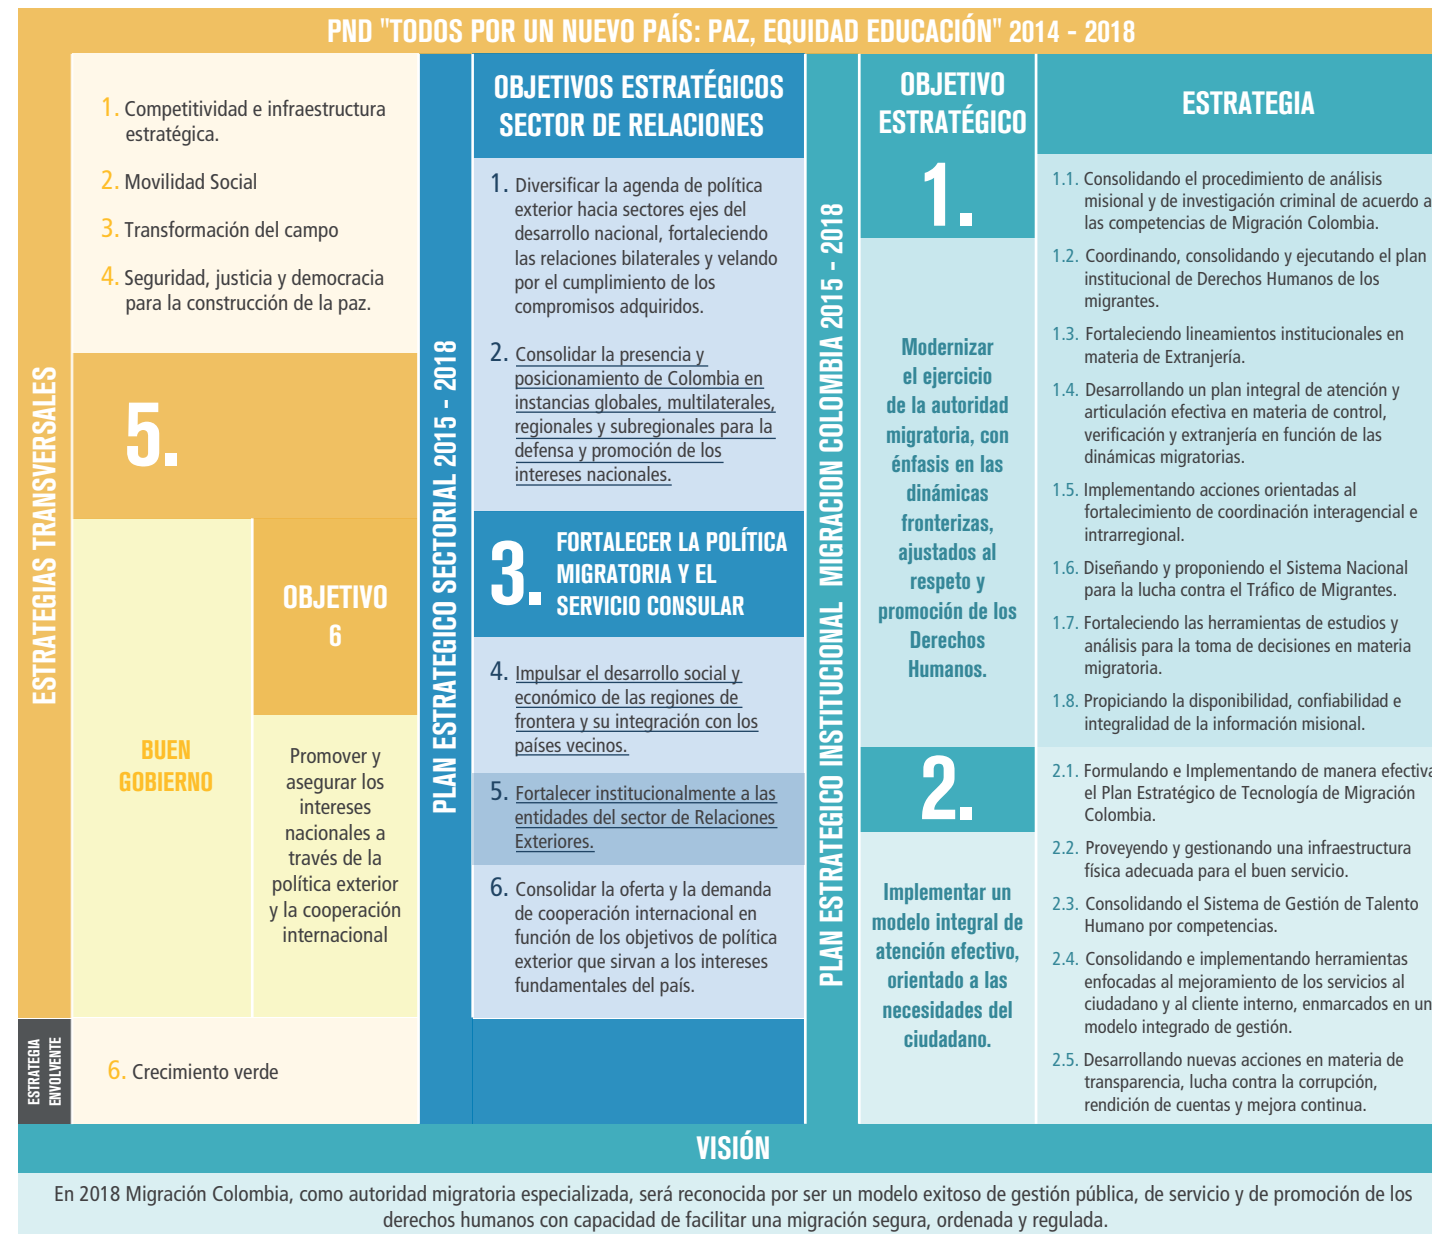 PND "TODOS POR UN NUEVO PAÍS: PAZ, EQUIDAD EDUCACIÓN" 2014 - 2018
ESTRATEGIAS TRANSVERSALES
1. Competitividad e infraestructura
estratégica.
2. Movilidad Social
3. Transformación del campo
4. Seguridad, justicia y democracia
para la construcción de la paz.
5.
BUEN
GOBIERNO
OBJETIVO
6
Promover y
asegurar los
intereses
nacionales a
través de la
política exterior
y la cooperación
internacional
ESTRATEGIA
ENVOLVENTE
6. Crecimiento verde
PLAN ESTRATEGICO SECTORIAL 2015 - 2018
OBJETIVOS ESTRATÉGICOS
SECTOR DE RELACIONES
1. Diversificar la agenda de política
exterior hacia sectores ejes del
desarrollo nacional, fortaleciendo
las relaciones bilaterales y velando
por el cumplimiento de los
compromisos adquiridos.
2. Consolidar la presencia y
posicionamiento de Colombia en
instancias globales, multilaterales,
regionales y subregionales para la
defensa y promoción de los
intereses nacionales.
3. FORTALECER LA POLÍTICA
MIGRATORIA Y EL
SERVICIO CONSULAR
4. Impulsar el desarrollo social y
económico de las regiones de
frontera y su integración con los
países vecinos.
5. Fortalecer institucionalmente a las
entidades del sector de Relaciones
Exteriores.
6. Consolidar la oferta y la demanda
de cooperación internacional en
función de los objetivos de política
exterior que sirvan a los intereses
fundamentales del país.
PLAN ESTRATEGICO INSTITUCIONAL MIGRACION COLOMBIA 2015 - 2018
OBJETIVO
ESTRATÉGICO
1.
Modernizar
el ejercicio
de la autoridad
migratoria, con
énfasis en las
dinámicas
fronterizas,
ajustados al
respeto y
promoción de los
Derechos
Humanos.
2.
Implementar un
modelo integral de
atención efectivo,
orientado a las
necesidades del
ciudadano.
ESTRATEGIA
1.1. Consolidando el procedimiento de análisis
misional y de investigación criminal de acuerdo a
las competencias de Migración Colombia.
1.2. Coordinando, consolidando y ejecutando el plan
institucional de Derechos Humanos de los
migrantes.
1.3. Fortaleciendo lineamientos institucionales en
materia de Extranjería.
1.4. Desarrollando un plan integral de atención y
articulación efectiva en materia de control,
verificación y extranjería en función de las
dinámicas migratorias.
1.5. Implementando acciones orientadas al
fortalecimiento de coordinación interagencial e
intrarregional.
1.6. Diseñando y proponiendo el Sistema Nacional
para la lucha contra el Tráfico de Migrantes.
1.7. Fortaleciendo las herramientas de estudios y
análisis para la toma de decisiones en materia
migratoria.
1.8. Propiciando la disponibilidad, confiabilidad e
integralidad de la información misional.
2.1. Formulando e Implementando de manera efectiva
el Plan Estratégico de Tecnología de Migración
Colombia.
2.2. Proveyendo y gestionando una infraestructura
física adecuada para el buen servicio.
2.3. Consolidando el Sistema de Gestión de Talento
Humano por competencias.
2.4. Consolidando e implementando herramientas
enfocadas al mejoramiento de los servicios al
ciudadano y al cliente interno, enmarcados en un
modelo integrado de gestión.
2.5. Desarrollando nuevas acciones en materia de
transparencia, lucha contra la corrupción,
rendición de cuentas y mejora continua.
VISIÓN
En 2018 Migración Colombia, como autoridad migratoria especializada, será reconocida por ser un modelo exitoso de gestión pública, de servicio y de promoción de los
derechos humanos con capacidad de facilitar una migración segura, ordenada y regulada.